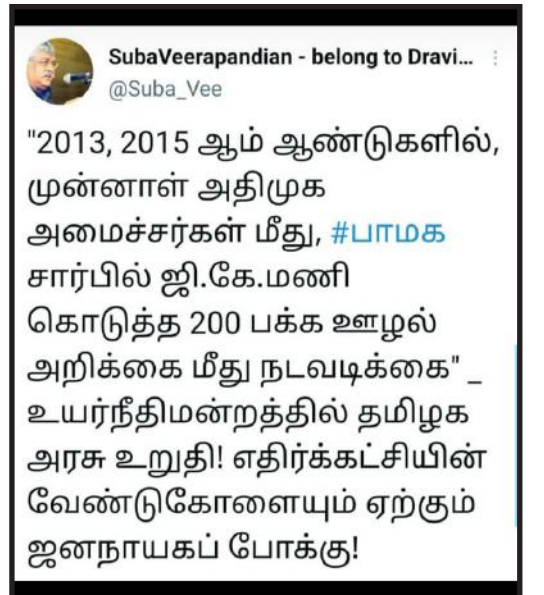 SubaVeerapandian - belong to Dravi...
@Suba_Vee
"2013, 2015 ஆம் ஆண்டுகளில்,
முன்னாள் அதிமுக
அமைச்சர்கள் மீது, #பாமக
சார்பில் ஜி.கே.மணி
கொடுத்த 200 பக்க ஊழல்
அறிக்கை மீது நடவடிக்கை" _
உயர்நீதிமன்றத்தில் தமிழக
அரசு உறுதி! எதிர்க்கட்சியின்
வேண்டுகோளையும் ஏற்கும்
ஜனநாயகப் போக்கு!